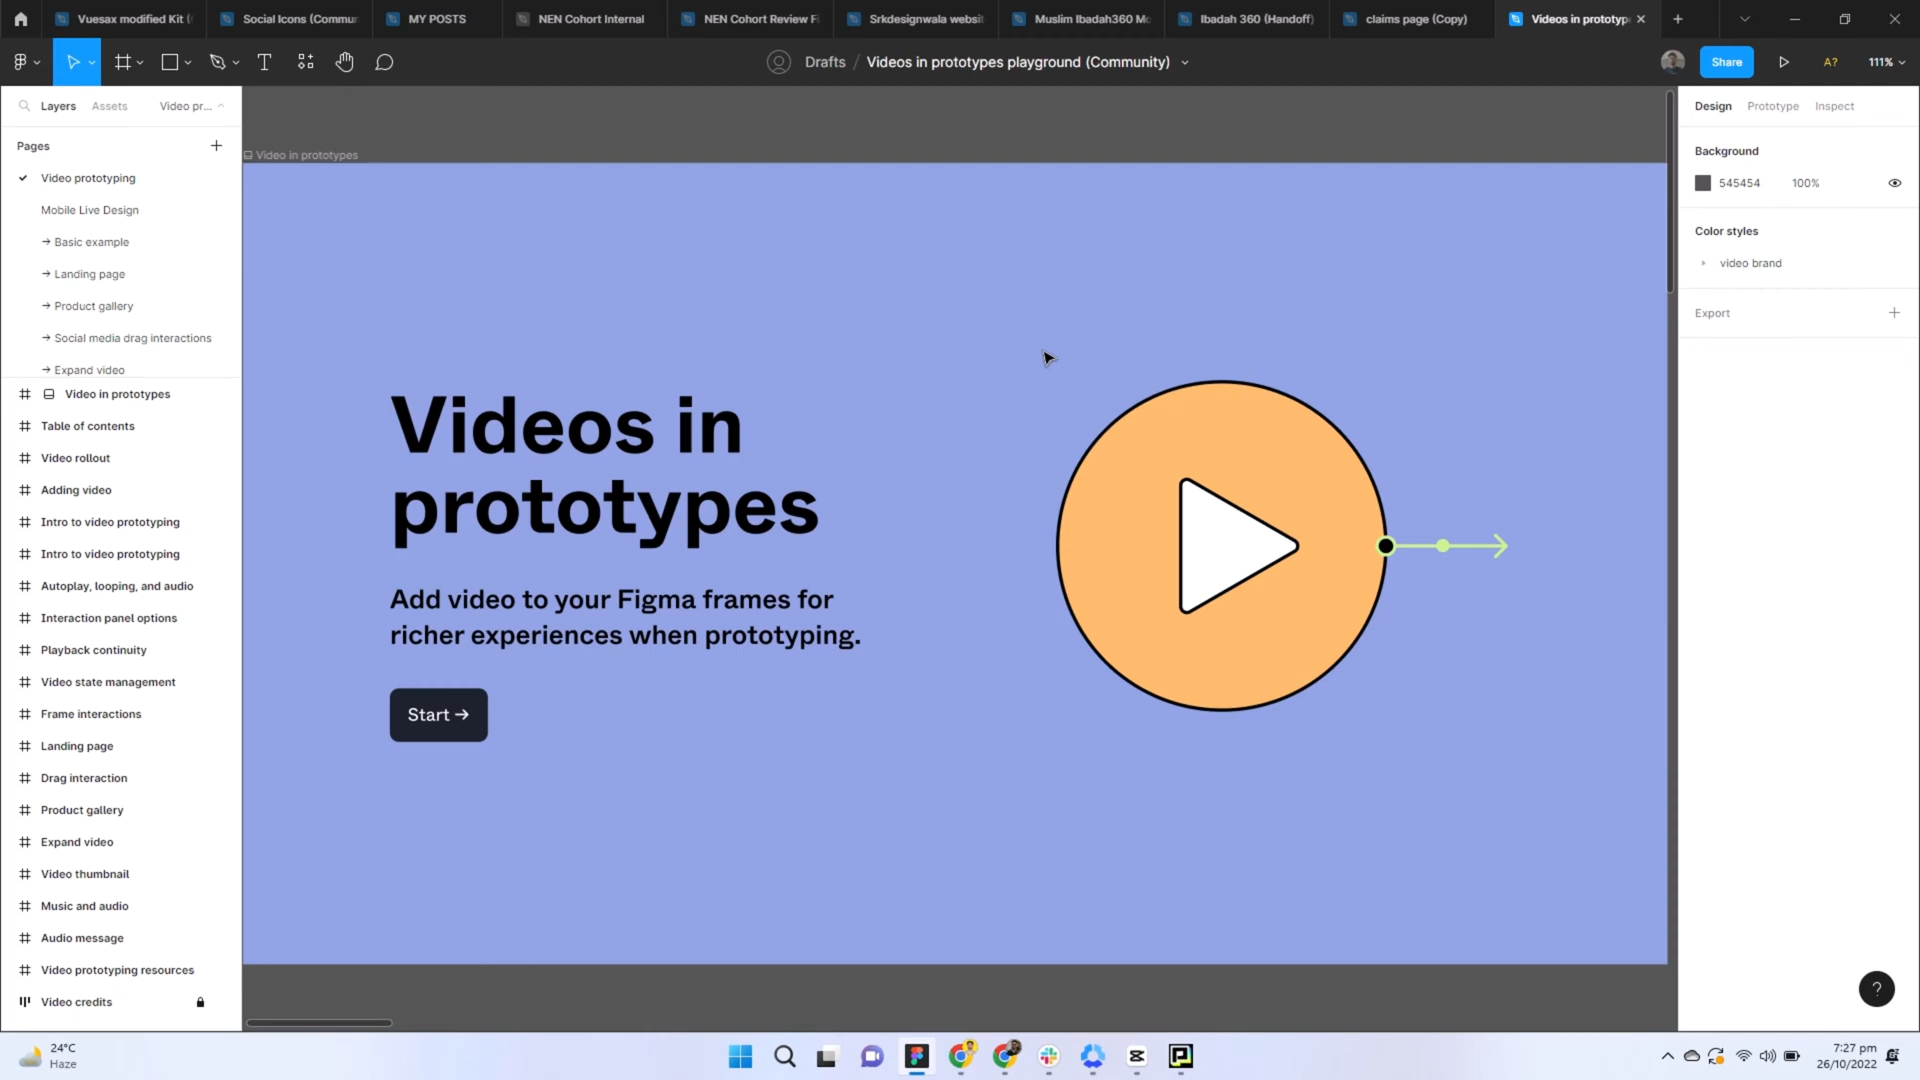 Vuesax modified Kit (
Social Icons (Commun
MY POSTS
NEN Cohort Internal
NEN Cohort Review Fi
Srkdesignwala websit
Muslim Ibadah360 Mo
Ibadah 360 (Handoff)
claims page (Copy)
Videos in prototype
Drafts / Videos in prototypes playground (Community)
Share
A?
111%
Layers
Assets
Video pr...
Pages
Video prototyping
Mobile Live Design
→ Basic example
→ Landing page
→ Product gallery
→ Social media drag interactions
→ Expand video
Video in prototypes
Table of contents
Video rollout
Adding video
Intro to video prototyping
Intro to video prototyping
Autoplay, looping, and audio
Interaction panel options
Playback continuity
Video state management
Frame interactions
Landing page
Drag interaction
Product gallery
Expand video
Video thumbnail
Music and audio
Audio message
Video prototyping resources
Video credits
Video in prototypes
Videos in
prototypes
Add video to your Figma frames for
richer experiences when prototyping.
Start →
Design
Prototype
Inspect
Background
545454
100%
Color styles
video brand
Export
?
24°C
Haze
7:27 pm
26/10/2022